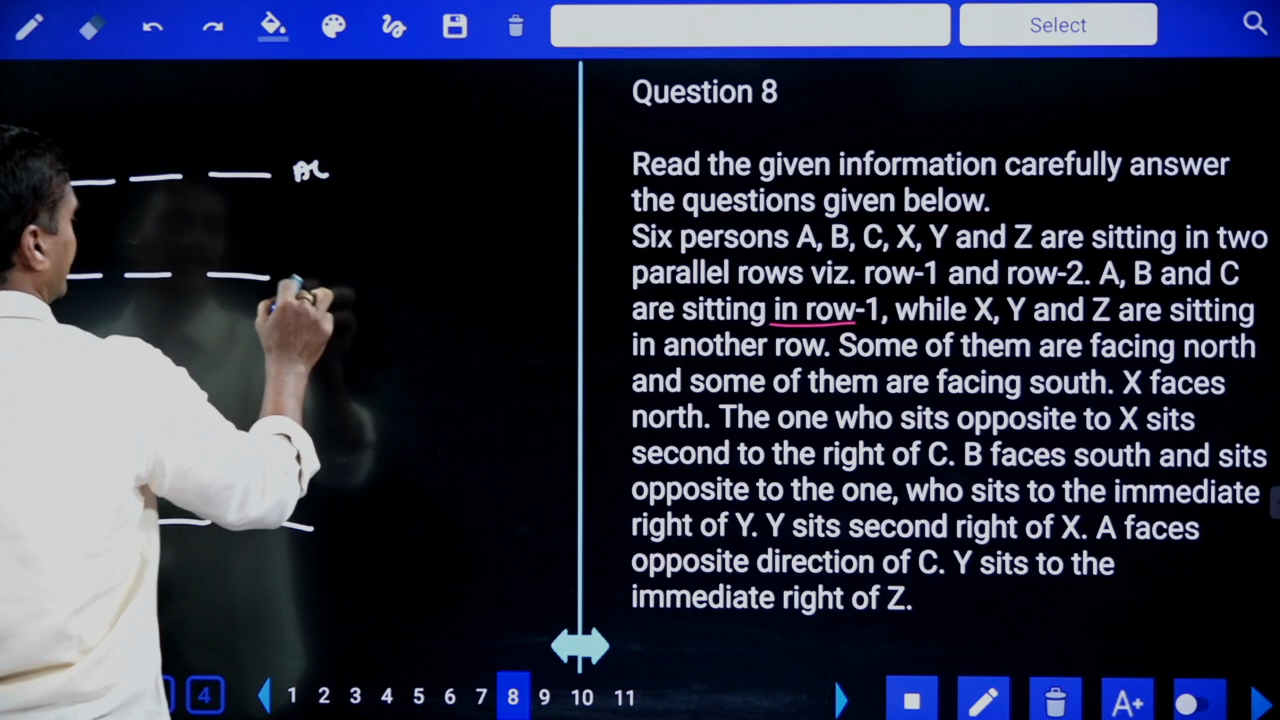 Select
Question 8
Read the given information carefully answer
the questions given below.
Six persons A, B, C, X, Y and Z are sitting in two
parallel rows viz. row-1 and row-2. A, B and C
are sitting in row-1, while X, Y and Z are sitting
in another row. Some of them are facing north
and some of them are facing south. X faces
north. The one who sits opposite to X sits
second to the right of C. B faces south and sits
opposite to the one, who sits to the immediate
right of Y. Y sits second right of X. A faces
opposite direction of C. Y sits to the
immediate right of Z.
4 1 2 3 4 5 6 7 8 9 10 11 A+